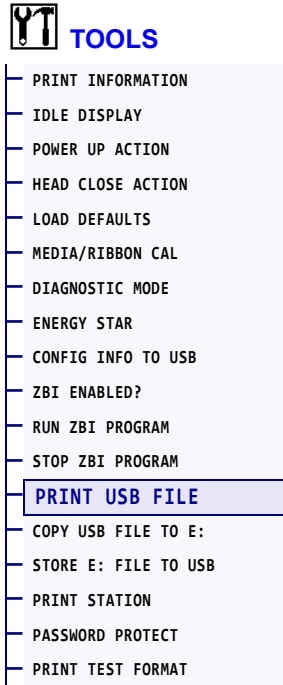 TOOLS
PRINT INFORMATION
IDLE DISPLAY
POWER UP ACTION
HEAD CLOSE ACTION
LOAD DEFAULTS
MEDIA/RIBBON CAL
DIAGNOSTIC MODE
ENERGY STAR
CONFIG INFO TO USB
ZBI ENABLED?
RUN ZBI PROGRAM
STOP ZBI PROGRAM
PRINT USB FILE
COPY USB FILE TO E:
STORE E: FILE TO USB
PRINT STATION
PASSWORD PROTECT
PRINT TEST FORMAT